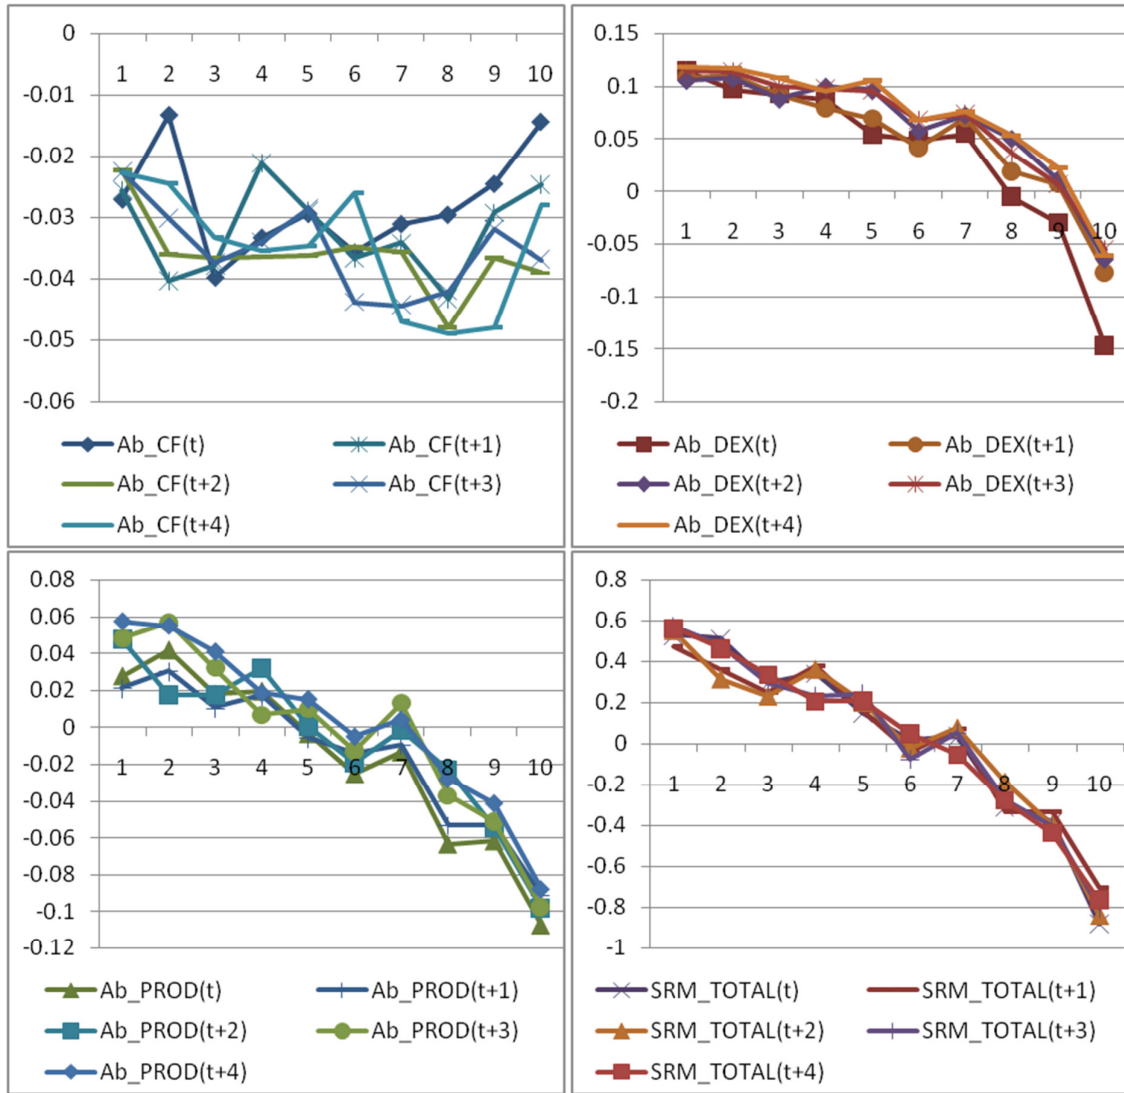 0
1 2 3 4 5 6 7 8 9 10
-0.01
-0.02
-0.03
-0.04
-0.05
-0.06
Ab_CF(t) Ab_CF(t+1)
Ab_CF(t+2) Ab_CF(t+3)
Ab_CF(t+4)
0.15
0.1
0.05
0
1 2 3 4 5 6 7 8 9 10
-0.05
-0.1
-0.15
-0.2
Ab_DEX(t) Ab_DEX(t+1)
Ab_DEX(t+2) Ab_DEX(t+3)
Ab_DEX(t+4)
0.08
0.06
0.04
0.02
0
1 2 3 4 5 6 7 8 9 10
-0.02
-0.04
-0.06
-0.08
-0.1
-0.12
Ab_PROD(t) Ab_PROD(t+1)
Ab_PROD(t+2) Ab_PROD(t+3)
Ab_PROD(t+4)
0.8
0.6
0.4
0.2
0
1 2 3 4 5 6 7 8 9 10
-0.2
-0.4
-0.6
-0.8
-1
SRM_TOTAL(t) SRM_TOTAL(t+1)
SRM_TOTAL(t+2) SRM_TOTAL(t+3)
SRM_TOTAL(t+4)